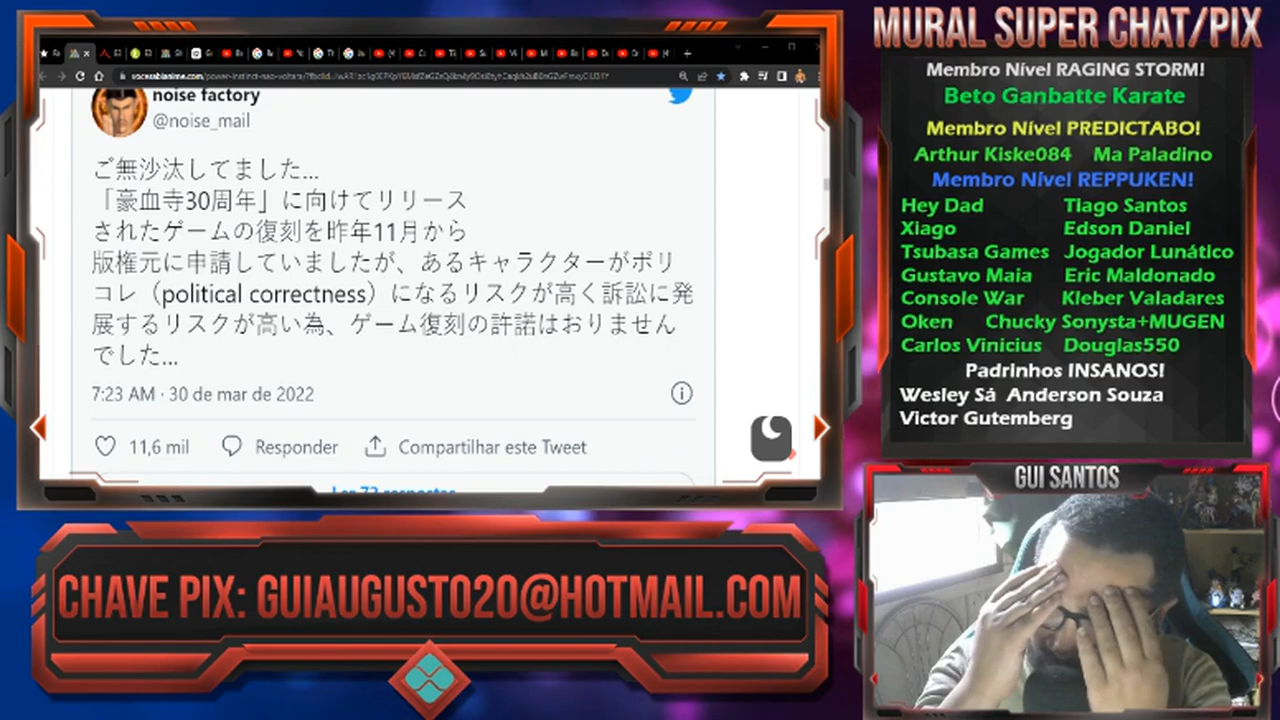 noise factory
@noise_mail
ご無沙汰してました...
「豪血寺30周年」に向けてリリース
されたゲームの復刻を昨年11月から
版権元に申請していましたが、あるキャラクターがポリ
コレ（political correctness）になるリスクが高く訴訟に発
展するリスクが高い為、ゲーム復刻の許諾はおりません
でした...
7:23 AM · 30 de mar de 2022
11,6 mil Responder Compartilhar este Tweet
CHAVE PIX: GUIAUGUSTO20@HOTMAIL.COM
MURAL SUPER CHAT/PIX
Membro Nível RAGING STORM!
Beto Ganbatte Karate
Membro Nível PREDICTABO!
Arthur Kiske084 Ma Paladino
Membro Nível REPPUKEN!
Hey Dad Tiago Santos
Xiago Edson Daniel
Tsubasa Games Jogador Lunático
Gustavo Maia Eric Maldonado
Console War Kleber Valadares
Oken Chucky Sonysta+MUGEN
Carlos Vinicius Douglas550
Padrinhos INSANOS!
Wesley Sá Anderson Souza
Victor Gutemberg
GUI SANTOS